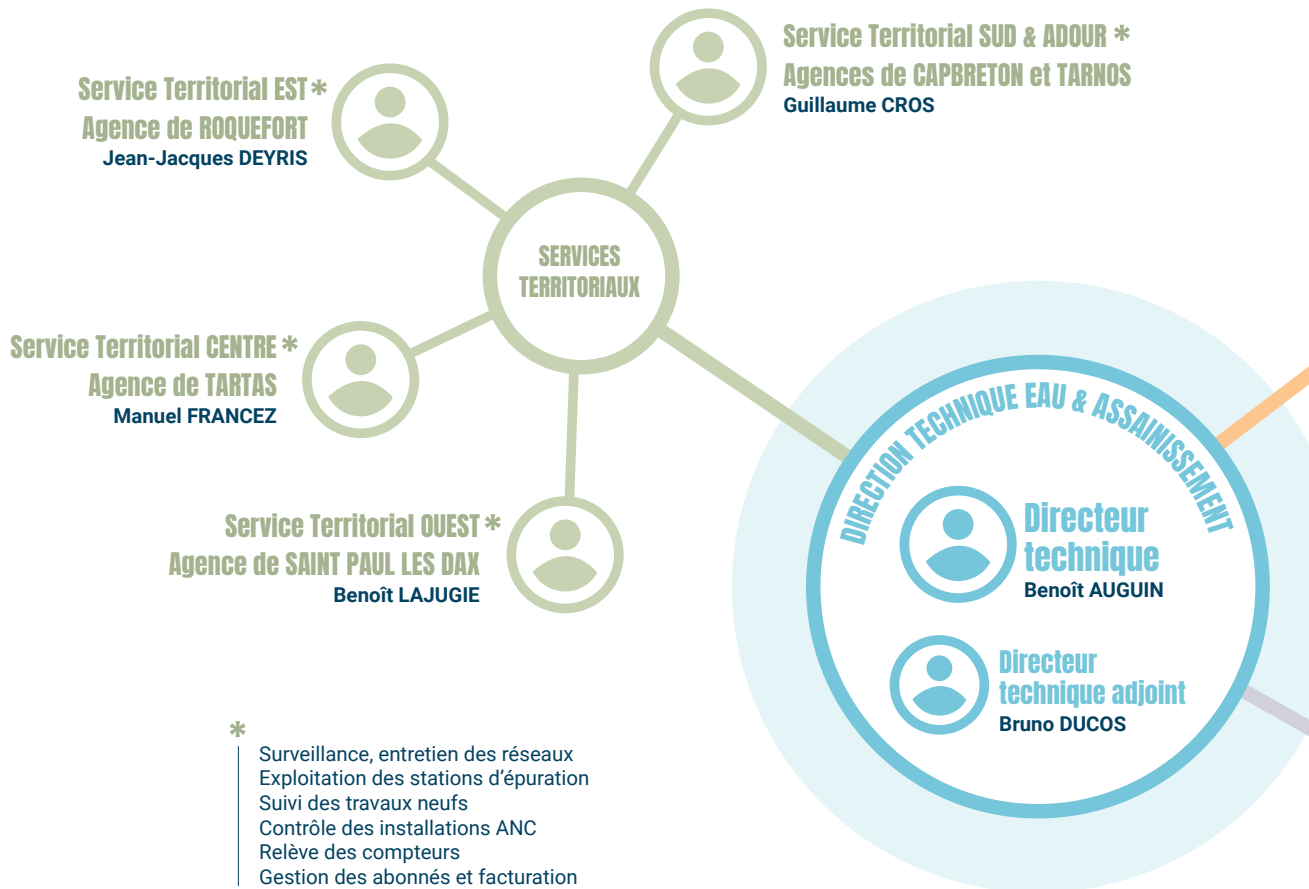 Service Territorial SUD & ADOUR *
Agences de CAPBRETON et TARNOS
Guillaume CROS
Service Territorial EST *
Agence de ROQUEFORT
Jean-Jacques DEYRIS
SERVICES
TERRITORIAUX
Service Territorial CENTRE *
Agence de TARTAS
Manuel FRANCEZ
Service Territorial OUEST *
Agence de SAINT PAUL LES DAX
Benoît LAJUGIE
DIRECTION TECHNIQUE EAU & ASSAINISSEMENT
Directeur
technique
Benoît AUGUIN
Directeur
technique adjoint
Bruno DUCOS
*
Surveillance, entretien des réseaux
Exploitation des stations d’épuration
Suivi des travaux neufs
Contrôle des installations ANC
Relève des compteurs
Gestion des abonnés et facturation